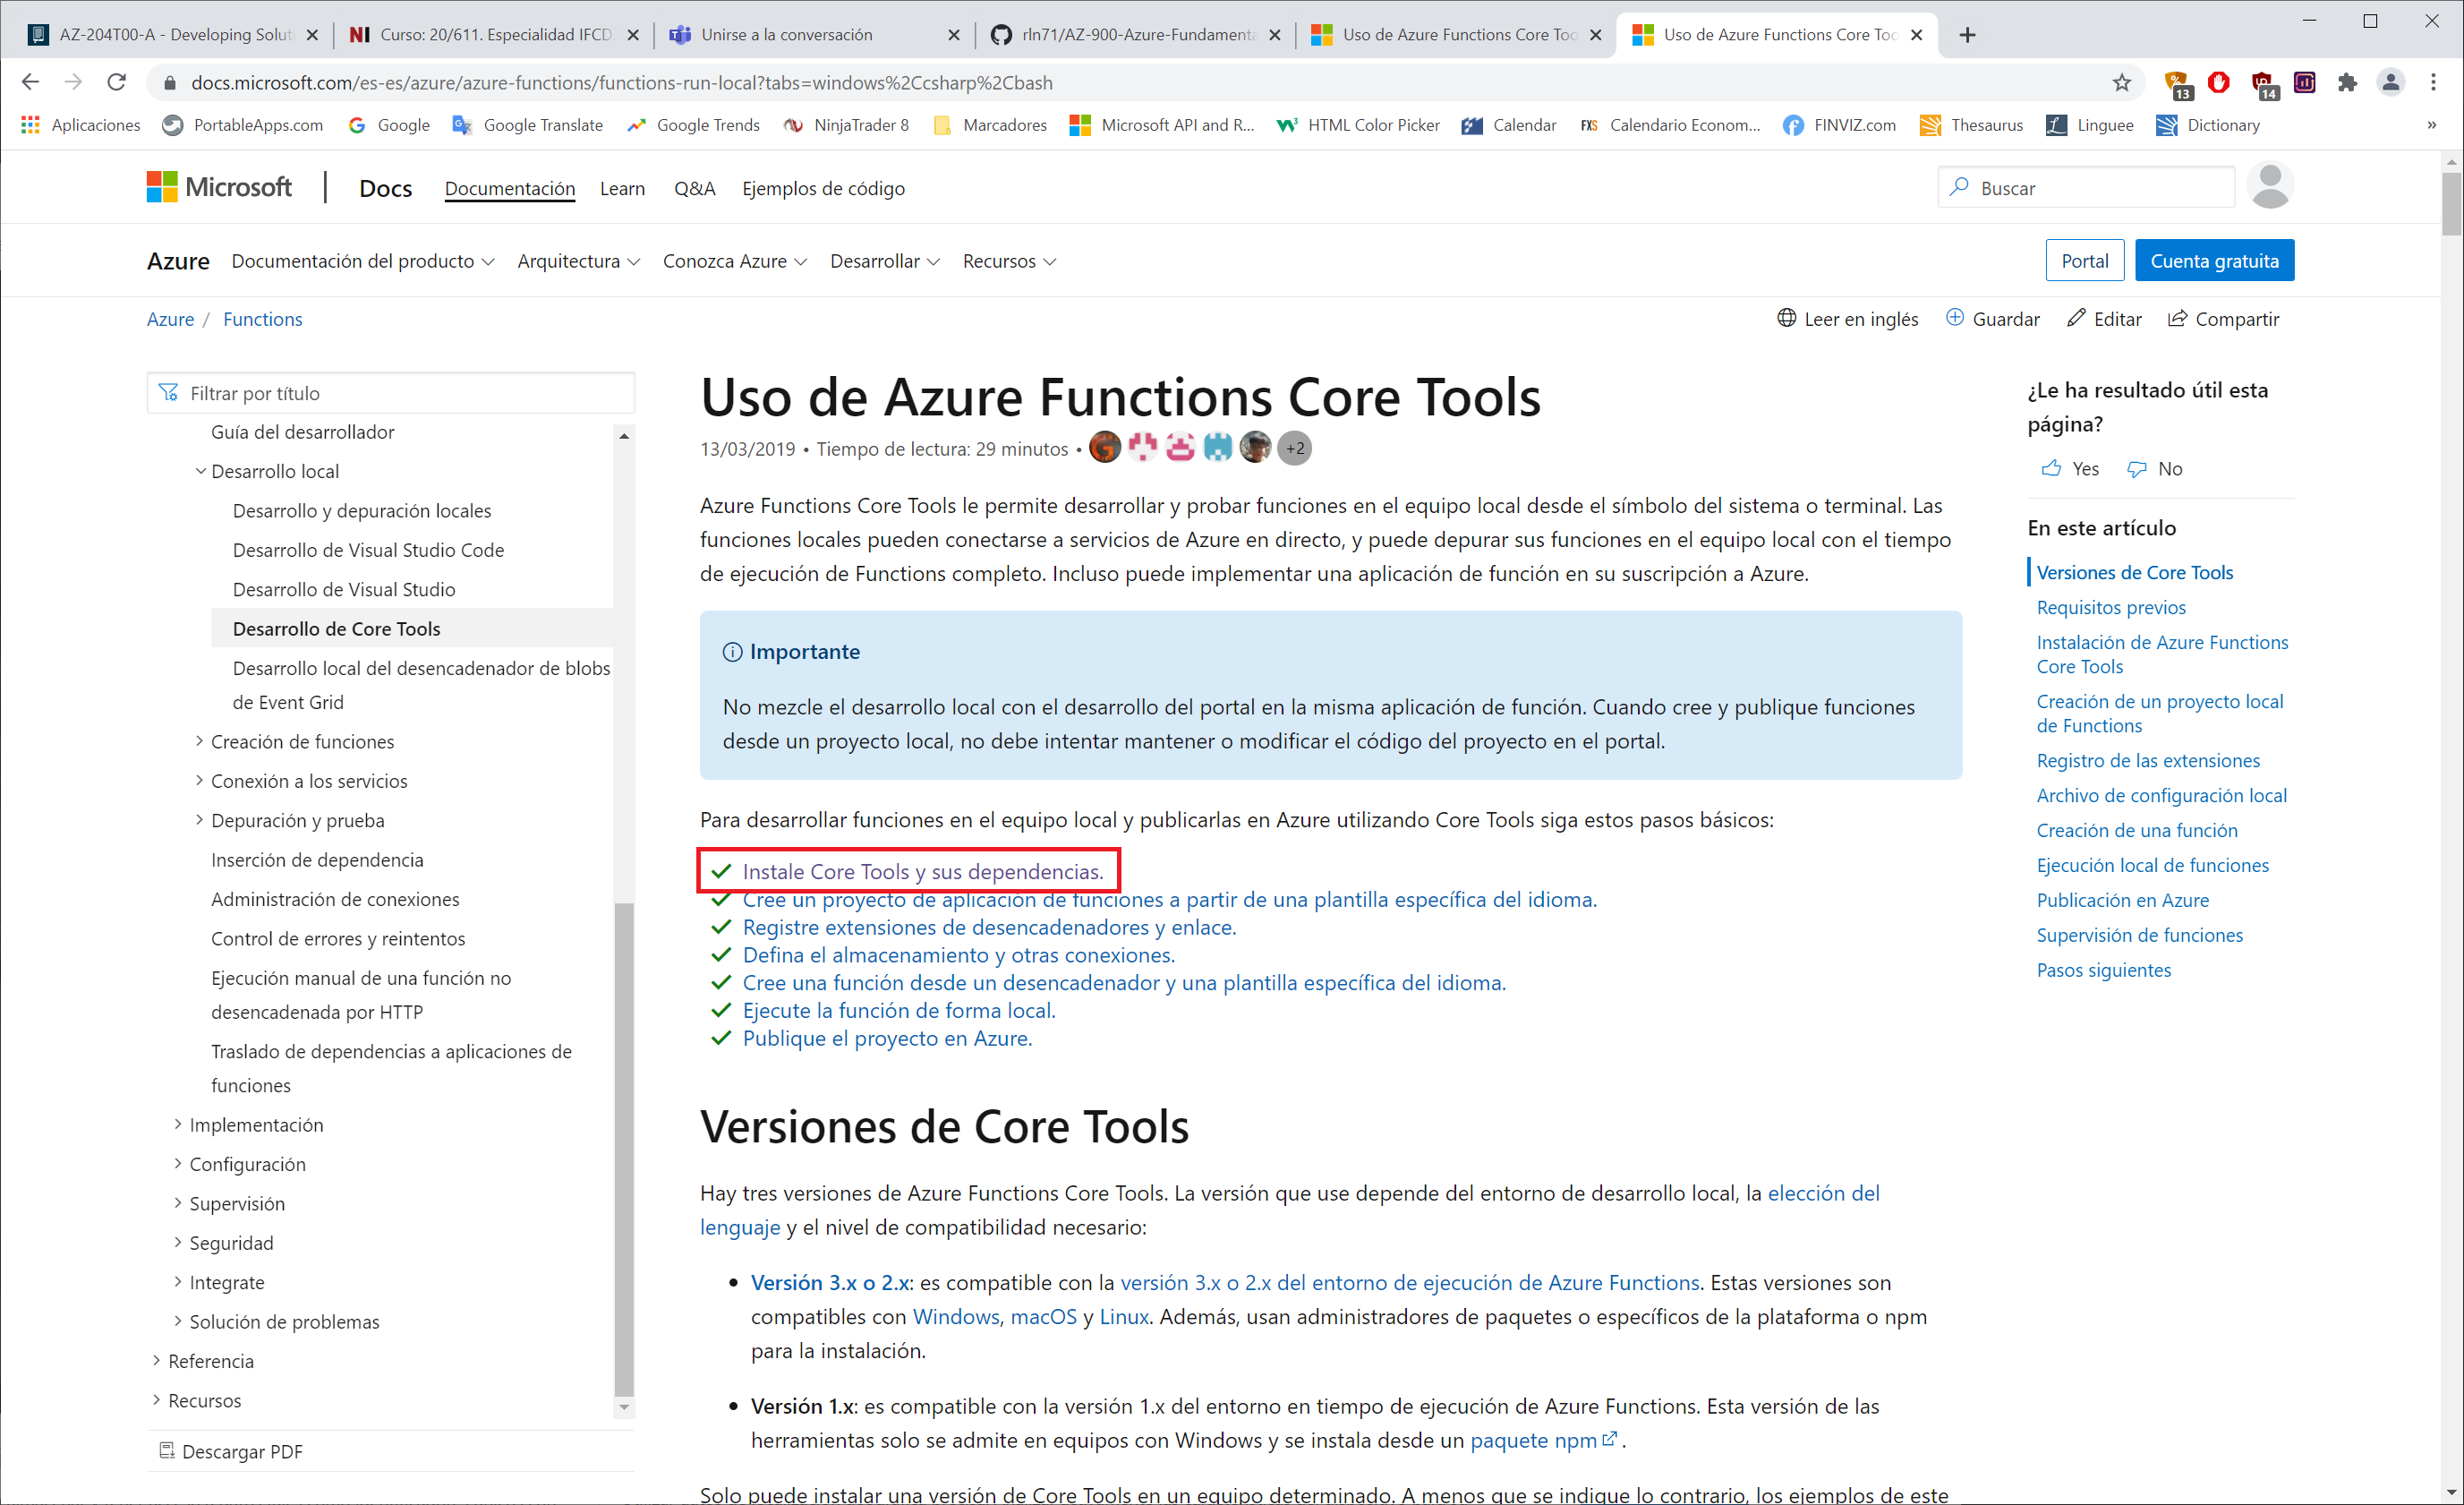 AZ-204T00-A - Developing Solut
Curso: 20/611. Especialidad IFCD
Unirse a la conversación
rln71/AZ-900-Azure-Fundamenta
Uso de Azure Functions Core Too
Uso de Azure Functions Core Too
docs.microsoft.com/es-es/azure/azure-functions/functions-run-local?tabs=windows%2Ccsharp%2Cbash
13
14
Aplicaciones
PortableApps.com
Google
Google Translate
Google Trends
NinjaTrader 8
Marcadores
Microsoft API and R...
HTML Color Picker
Calendar
FXS Calendario Econom...
FINVIZ.com
Thesaurus
Linguee
Dictionary
»
Microsoft
Docs
Documentación
Learn
Q&A
Ejemplos de código
Buscar
Azure
Documentación del producto
Arquitectura
Conozca Azure
Desarrollar
Recursos
Portal
Cuenta gratuita
Azure / Functions
Leer en inglés
Guardar
Editar
Compartir
Filtrar por título
Guía del desarrollador
Desarrollo local
Desarrollo y depuración locales
Desarrollo de Visual Studio Code
Desarrollo de Visual Studio
Desarrollo de Core Tools
Desarrollo local del desencadenador de blobs
de Event Grid
Creación de funciones
Conexión a los servicios
Depuración y prueba
Inserción de dependencia
Administración de conexiones
Control de errores y reintentos
Ejecución manual de una función no
desencadenada por HTTP
Traslado de dependencias a aplicaciones de
funciones
Implementación
Configuración
Supervisión
Seguridad
Integrate
Solución de problemas
Referencia
Recursos
Descargar PDF
Uso de Azure Functions Core Tools
13/03/2019 • Tiempo de lectura: 29 minutos •
+2
Azure Functions Core Tools le permite desarrollar y probar funciones en el equipo local desde el símbolo del sistema o terminal. Las
funciones locales pueden conectarse a servicios de Azure en directo, y puede depurar sus funciones en el equipo local con el tiempo
de ejecución de Functions completo. Incluso puede implementar una aplicación de función en su suscripción a Azure.
Importante
No mezcle el desarrollo local con el desarrollo del portal en la misma aplicación de función. Cuando cree y publique funciones
desde un proyecto local, no debe intentar mantener o modificar el código del proyecto en el portal.
Para desarrollar funciones en el equipo local y publicarlas en Azure utilizando Core Tools siga estos pasos básicos:
Instale Core Tools y sus dependencias.
Cree un proyecto de aplicación de funciones a partir de una plantilla específica del idioma.
Registre extensiones de desencadenadores y enlace.
Defina el almacenamiento y otras conexiones.
Cree una función desde un desencadenador y una plantilla específica del idioma.
Ejecute la función de forma local.
Publique el proyecto en Azure.
Versiones de Core Tools
Hay tres versiones de Azure Functions Core Tools. La versión que use depende del entorno de desarrollo local, la elección del
lenguaje y el nivel de compatibilidad necesario:
• Versión 3.x o 2.x: es compatible con la versión 3.x o 2.x del entorno de ejecución de Azure Functions. Estas versiones son
compatibles con Windows, macOS y Linux. Además, usan administradores de paquetes o específicos de la plataforma o npm
para la instalación.
• Versión 1.x: es compatible con la versión 1.x del entorno en tiempo de ejecución de Azure Functions. Esta versión de las
herramientas solo se admite en equipos con Windows y se instala desde un paquete npm.
Solo puede instalar una versión de Core Tools en un equipo determinado. A menos que se indique lo contrario, los ejemplos de este
¿Le ha resultado útil esta
página?
Yes
No
En este artículo
Versiones de Core Tools
Requisitos previos
Instalación de Azure Functions
Core Tools
Creación de un proyecto local
de Functions
Registro de las extensiones
Archivo de configuración local
Creación de una función
Ejecución local de funciones
Publicación en Azure
Supervisión de funciones
Pasos siguientes